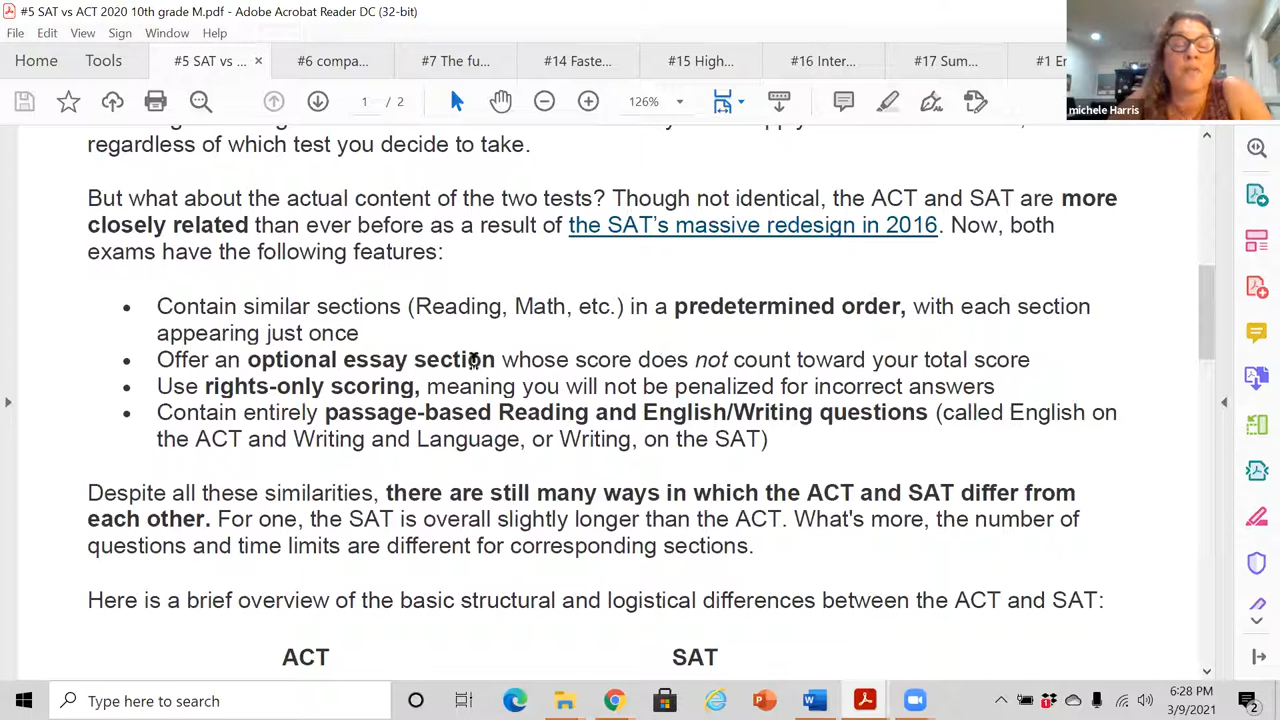 #5 SAT vs ACT 2020 10th grade M.pdf - Adobe Acrobat Reader DC (32-bit)
File Edit View Sign Window Help
Home Tools #5 SAT vs ... × #6 compa... #7 The fu... #14 Faste... #15 High... #16 Inter... #17 Sum...
1 / 2 126%
michele Harris
regardless of which test you decide to take.
But what about the actual content of the two tests? Though not identical, the ACT and SAT are more
closely related than ever before as a result of the SAT's massive redesign in 2016. Now, both
exams have the following features:
• Contain similar sections (Reading, Math, etc.) in a predetermined order, with each section
appearing just once
• Offer an optional essay section whose score does not count toward your total score
• Use rights-only scoring, meaning you will not be penalized for incorrect answers
• Contain entirely passage-based Reading and English/Writing questions (called English on
the ACT and Writing and Language, or Writing, on the SAT)
Despite all these similarities, there are still many ways in which the ACT and SAT differ from
each other. For one, the SAT is overall slightly longer than the ACT. What's more, the number of
questions and time limits are different for corresponding sections.
Here is a brief overview of the basic structural and logistical differences between the ACT and SAT:
ACT SAT
Type here to search
6:28 PM
3/9/2021